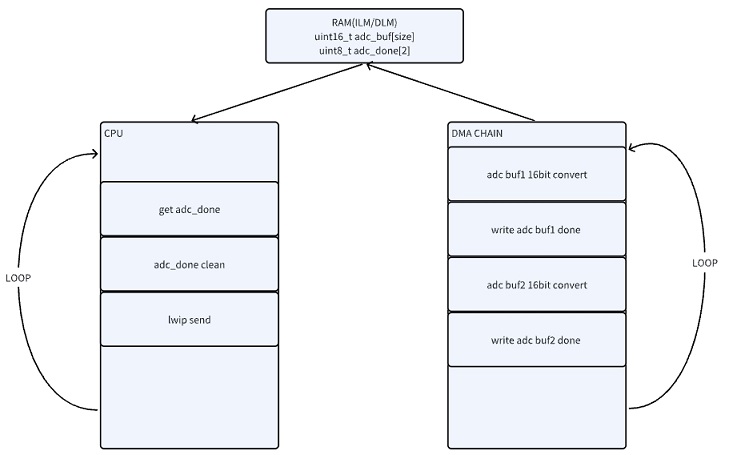 RAM(ILM/DLM)
uint16_t adc_buf[size]
uint8_t adc_done[2]
CPU
get adc_done
adc_done clean
lwip send
LOOP
DMA CHAIN
adc buf1 16bit convert
write adc buf1 done
adc buf2 16bit convert
write adc buf2 done
LOOP